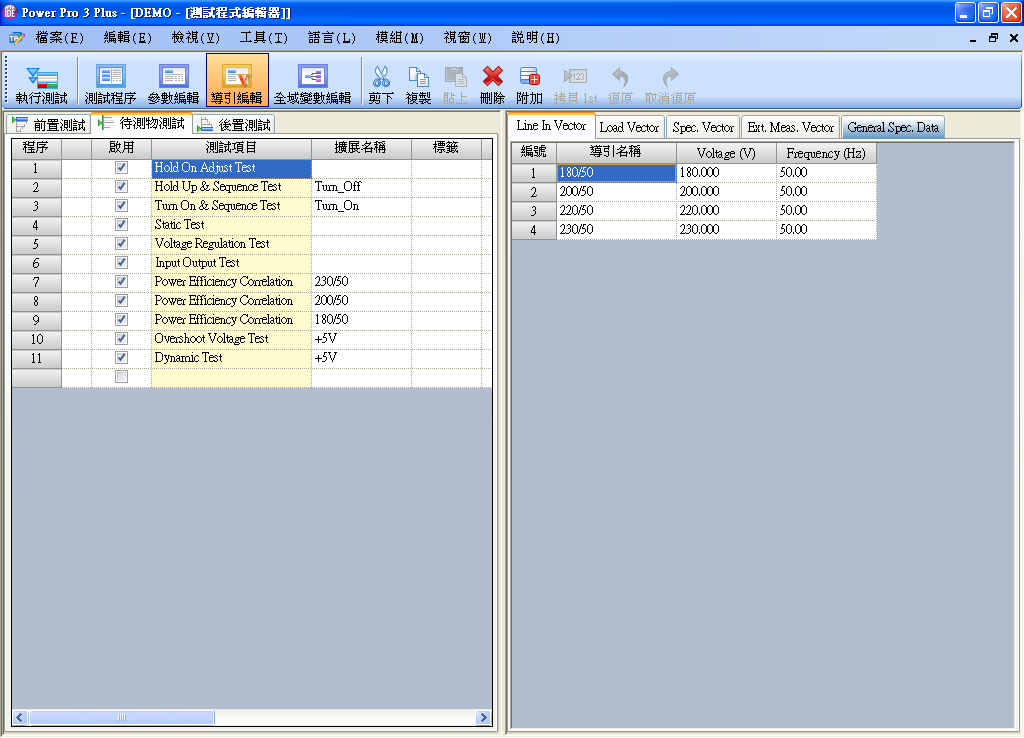 IDE Power Pro 3 Plus - [DEMO - [測試程式編輯器]]
TP 檔案(F) 編輯(E) 檢視(V) 工具(T) 語言(L) 模組(M) 視窗(W) 說明(H)
執行測試 測試程序 參數編輯 導引編輯 全域變數編輯 剪下 複製 貼上 刪除 附加 拷貝 1st 復原 取消復原
前置測試 待測物測試 後置測試
程序 啟用 測試項目 擴展名稱 標籤
1 Hold On Adjust Test
2 Hold Up & Sequence Test Turn_Off
3 Turn On & Sequence Test Turn_On
4 Static Test
5 Voltage Regulation Test
6 Input Output Test
7 Power Efficiency Correlation 230/50
8 Power Efficiency Correlation 200/50
9 Power Efficiency Correlation 180/50
10 Overshoot Voltage Test +5V
11 Dynamic Test +5V
Line In Vector Load Vector Spec. Vector Ext. Meas. Vector General Spec. Data
編號 導引名稱 Voltage (V) Frequency (Hz)
1 180/50 180.000 50.00
2 200/50 200.000 50.00
3 220/50 220.000 50.00
4 230/50 230.000 50.00